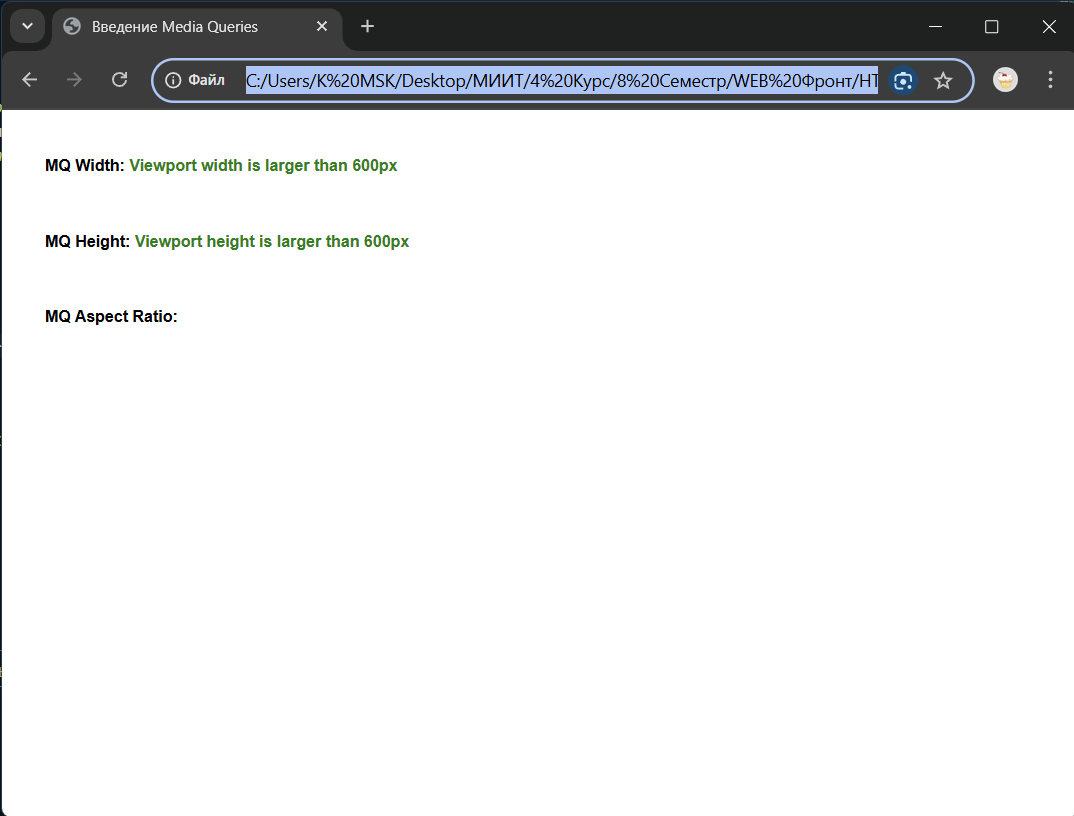 Введение Media Queries
Файл C:/Users/K%20MSK/Desktop/МИИТ/4%20Курс/8%20Семестр/WEB%20Фронт/HT
MQ Width: Viewport width is larger than 600px
MQ Height: Viewport height is larger than 600px
MQ Aspect Ratio: